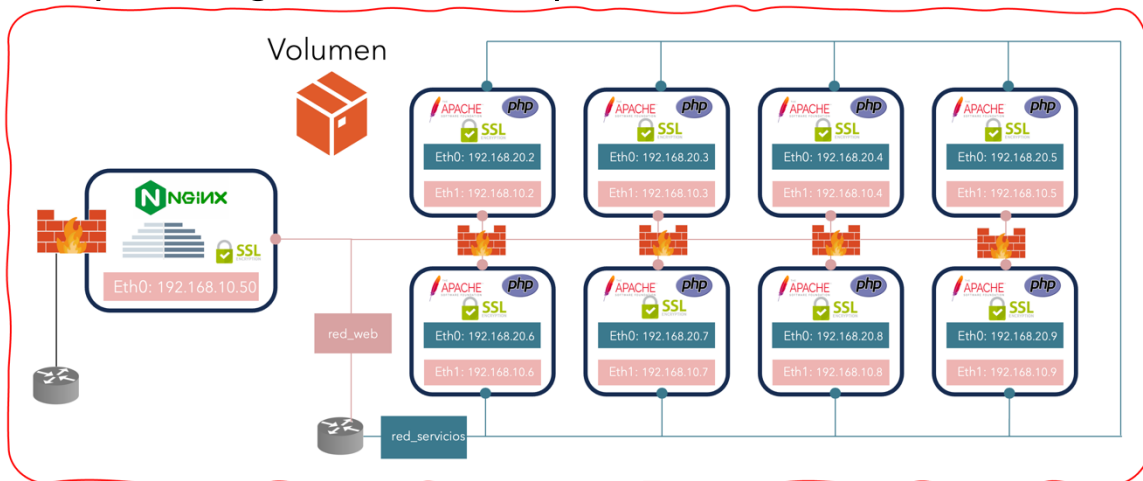 Volumen
APACHE
php
SSL
Eth0: 192.168.20.2
Eth1: 192.168.10.2
APACHE
php
SSL
Eth0: 192.168.20.3
Eth1: 192.168.10.3
APACHE
php
SSL
Eth0: 192.168.20.4
Eth1: 192.168.10.4
APACHE
php
SSL
Eth0: 192.168.20.5
Eth1: 192.168.10.5
NGINX
SSL
Eth0: 192.168.10.50
red_web
APACHE
php
SSL
Eth0: 192.168.20.6
Eth1: 192.168.10.6
APACHE
php
SSL
Eth0: 192.168.20.7
Eth1: 192.168.10.7
APACHE
php
SSL
Eth0: 192.168.20.8
Eth1: 192.168.10.8
APACHE
php
SSL
Eth0: 192.168.20.9
Eth1: 192.168.10.9
red_servicios